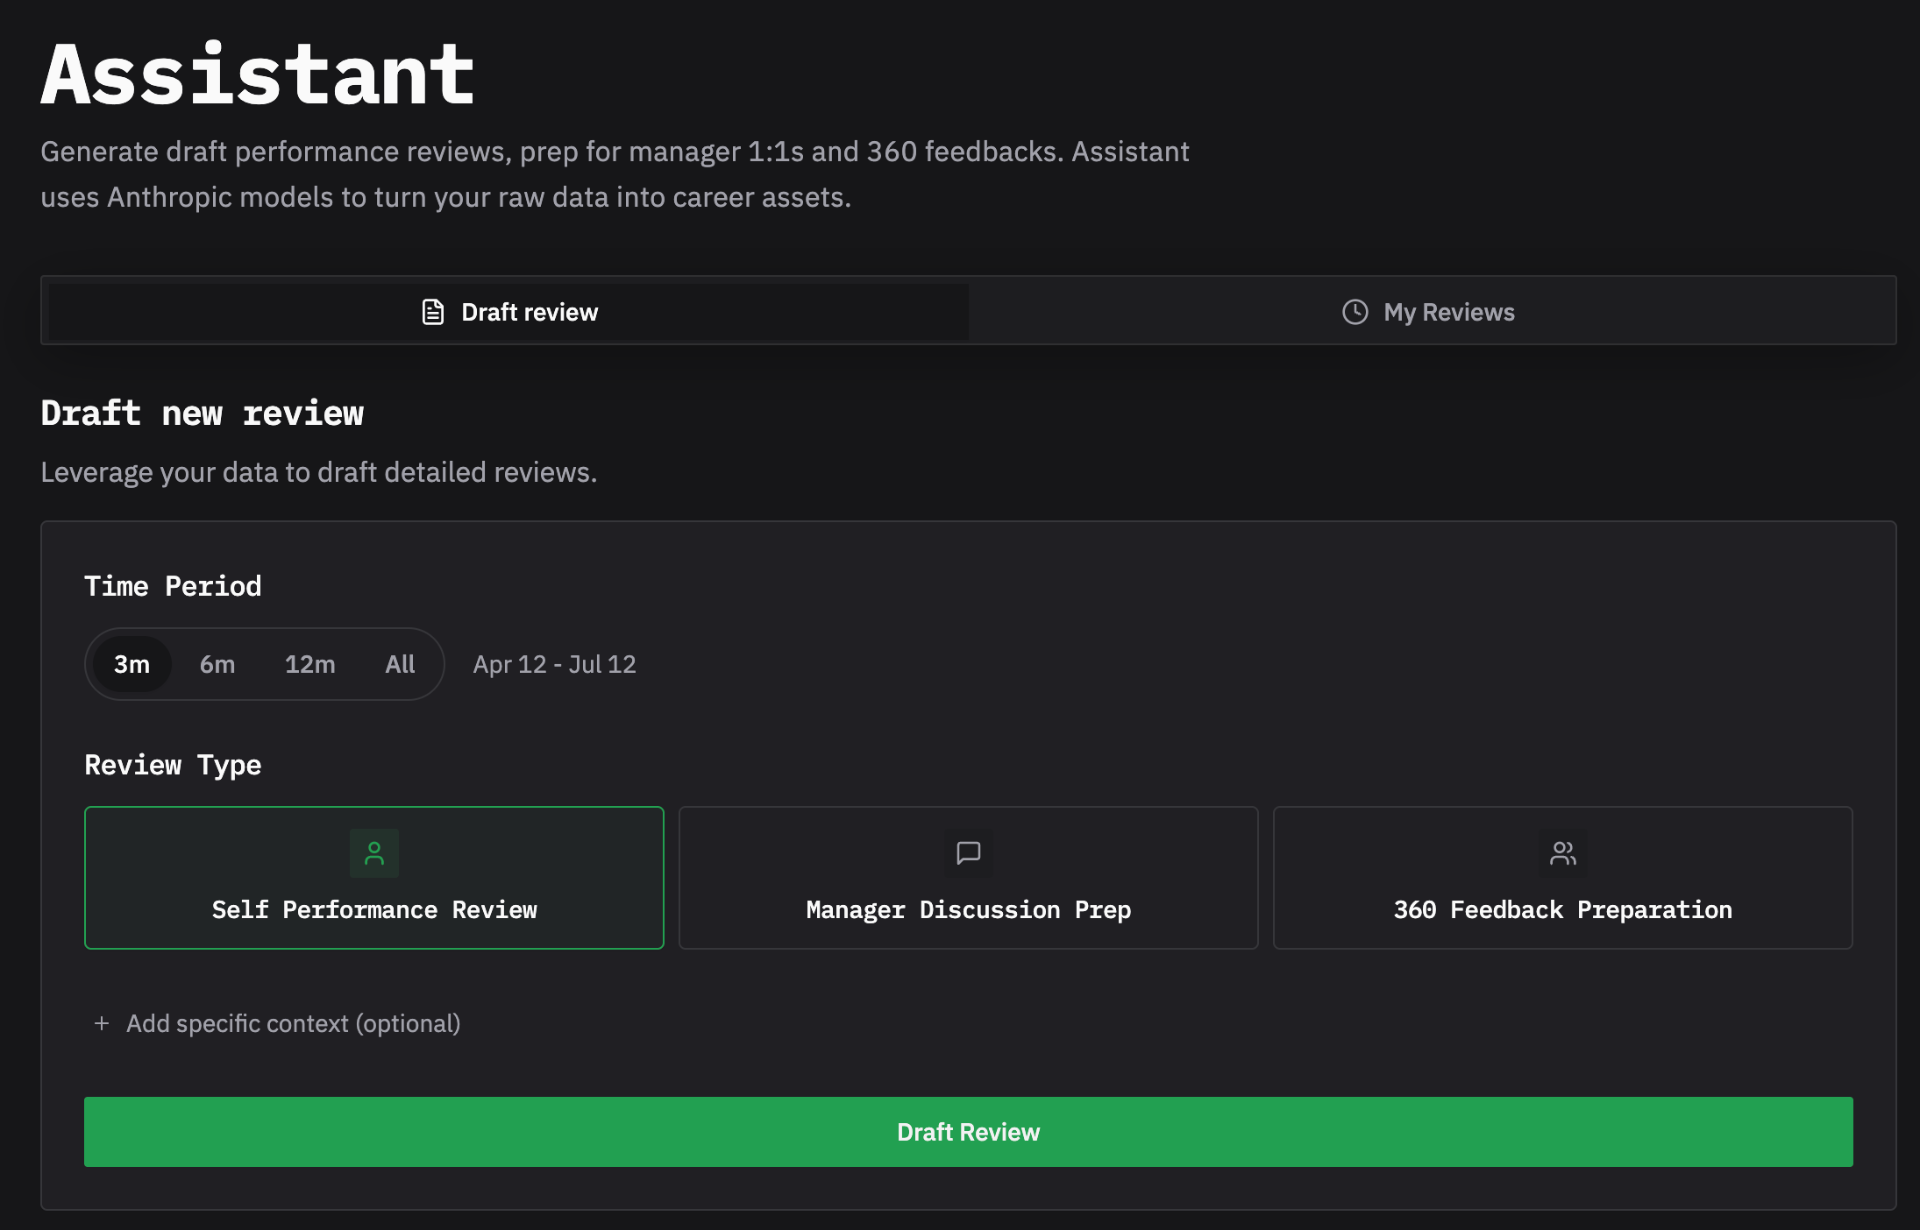 Assistant
Generate draft performance reviews, prep for manager 1:1s and 360 feedbacks. Assistant
uses Anthropic models to turn your raw data into career assets.
Draft review
My Reviews
Draft new review
Leverage your data to draft detailed reviews.
Time Period
3m 6m 12m All Apr 12 - Jul 12
Review Type
Self Performance Review
Manager Discussion Prep
360 Feedback Preparation
+ Add specific context (optional)
Draft Review